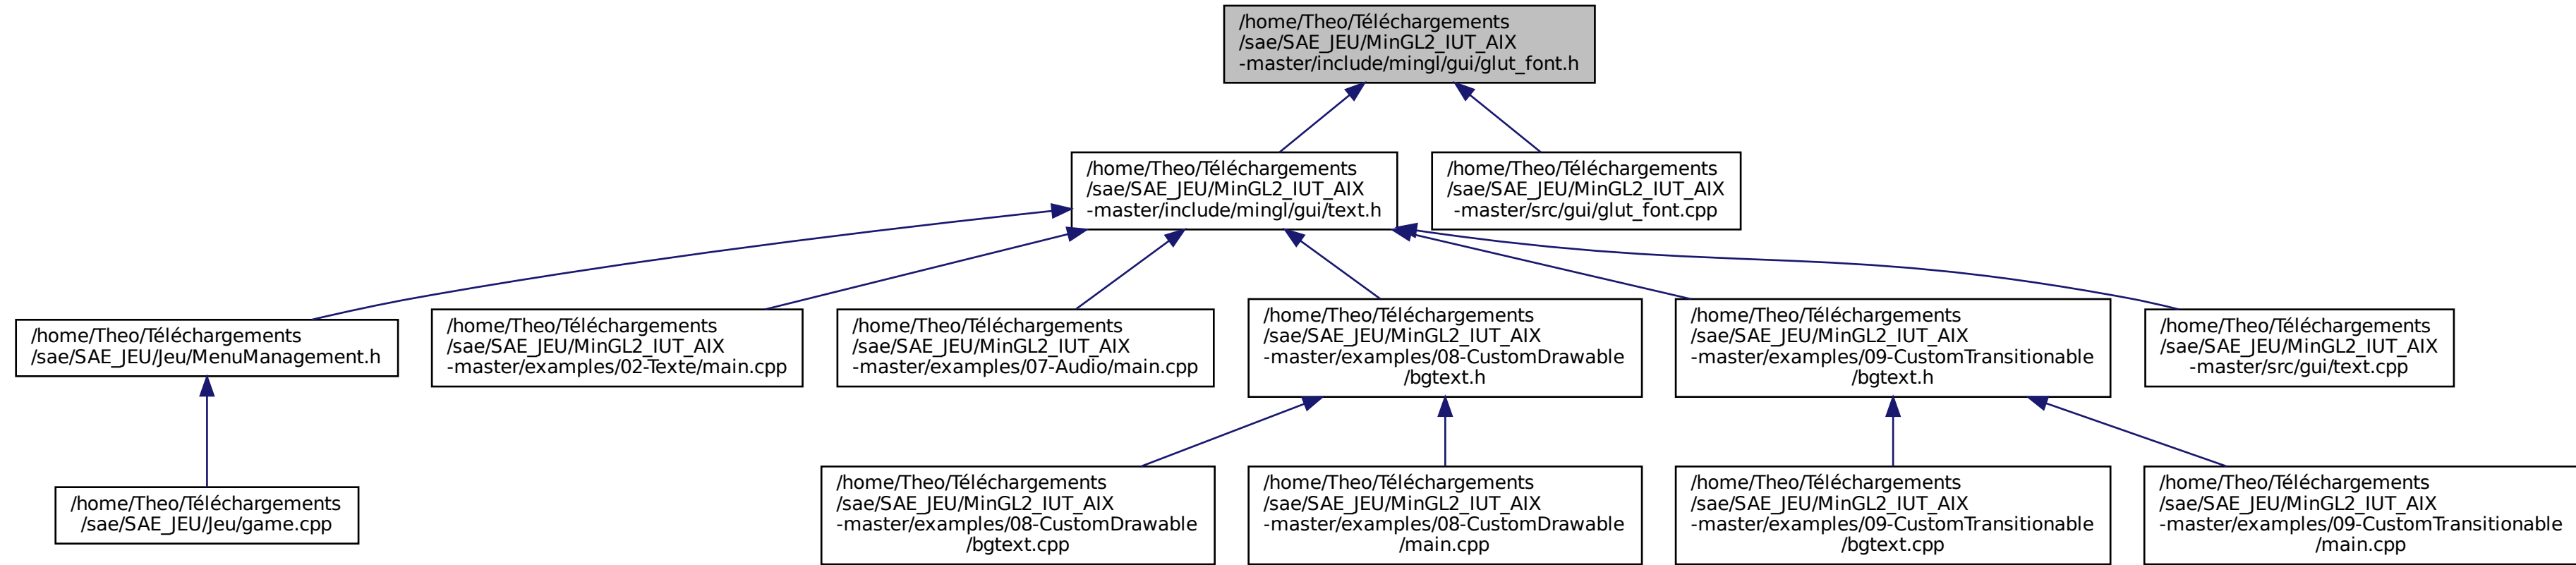 /home/Theo/Téléchargements
/sae/SAE_JEU/MinGL2_IUT_AIX
-master/include/mingl/gui/glut_font.h
/home/Theo/Téléchargements
/sae/SAE_JEU/MinGL2_IUT_AIX
-master/include/mingl/gui/text.h
/home/Theo/Téléchargements
/sae/SAE_JEU/MinGL2_IUT_AIX
-master/src/gui/glut_font.cpp
/home/Theo/Téléchargements
/sae/SAE_JEU/Jeu/MenuManagement.h
/home/Theo/Téléchargements
/sae/SAE_JEU/MinGL2_IUT_AIX
-master/examples/02-Texte/main.cpp
/home/Theo/Téléchargements
/sae/SAE_JEU/MinGL2_IUT_AIX
-master/examples/07-Audio/main.cpp
/home/Theo/Téléchargements
/sae/SAE_JEU/MinGL2_IUT_AIX
-master/examples/08-CustomDrawable
/bgtext.h
/home/Theo/Téléchargements
/sae/SAE_JEU/MinGL2_IUT_AIX
-master/examples/09-CustomTransitionable
/bgtext.h
/home/Theo/Téléchargements
/sae/SAE_JEU/MinGL2_IUT_AIX
-master/src/gui/text.cpp
/home/Theo/Téléchargements
/sae/SAE_JEU/Jeu/game.cpp
/home/Theo/Téléchargements
/sae/SAE_JEU/MinGL2_IUT_AIX
-master/examples/08-CustomDrawable
/bgtext.cpp
/home/Theo/Téléchargements
/sae/SAE_JEU/MinGL2_IUT_AIX
-master/examples/08-CustomDrawable
/main.cpp
/home/Theo/Téléchargements
/sae/SAE_JEU/MinGL2_IUT_AIX
-master/examples/09-CustomTransitionable
/bgtext.cpp
/home/Theo/Téléchargements
/sae/SAE_JEU/MinGL2_IUT_AIX
-master/examples/09-CustomTransitionable
/main.cpp